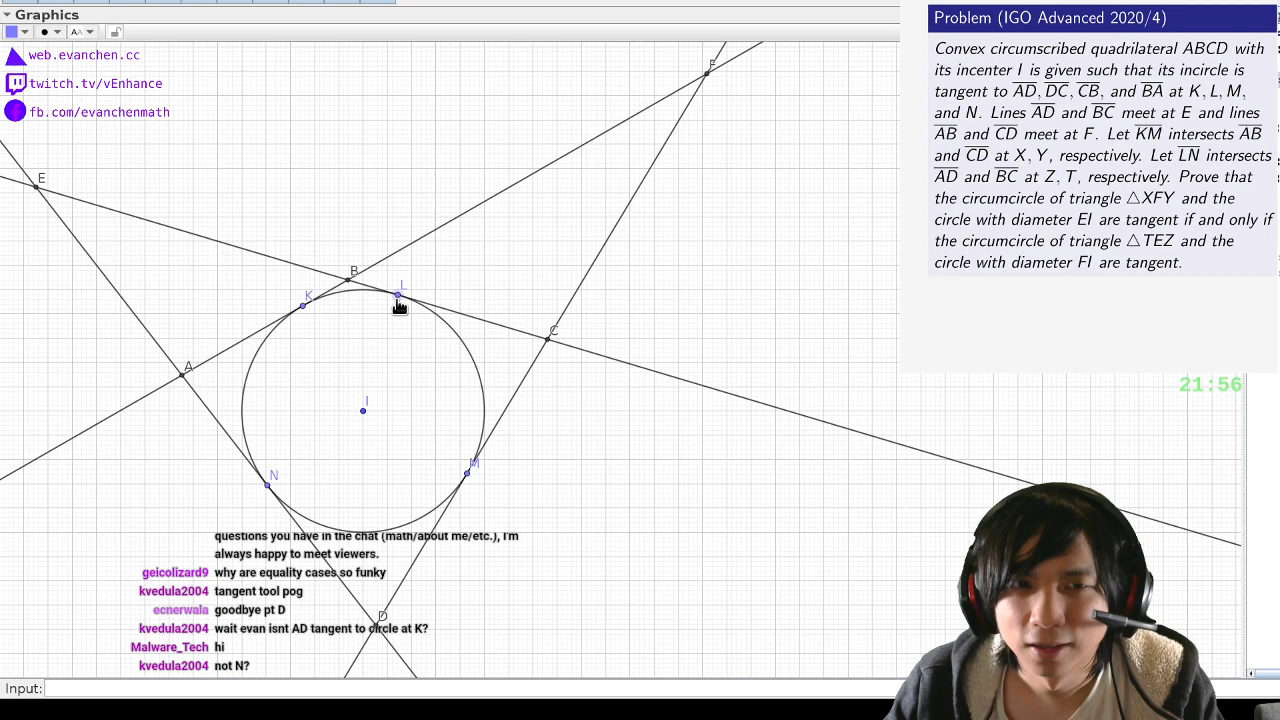 Graphics
web.evanchen.cc
twitch.tv/vEnhance
fb.com/evanchenmath
Problem (IGO Advanced 2020/4)
Convex circumscribed quadrilateral ABCD with
its incenter I is given such that its incircle is
tangent to AD, DC, CB, and BA at K, L, M,
and N. Lines AD and BC meet at E and lines
AB and CD meet at F. Let KM intersects AB
and CD at X, Y, respectively. Let LN intersects
AD and BC at Z, T, respectively. Prove that
the circumcircle of triangle △XFY and the
circle with diameter EI are tangent if and only if
the circumcircle of triangle △TEZ and the
circle with diameter FI are tangent.
21:56
F
E
B
L
K
C
A
I
M
N
D
questions you have in the chat (math/about me/etc.), I'm
always happy to meet viewers.
geicolizard9 why are equality cases so funky
kvedula2004 tangent tool pog
ecnerwala goodbye pt D
kvedula2004 wait evan isnt AD tangent to circle at K?
Malware_Tech hi
kvedula2004 not N?
Input: